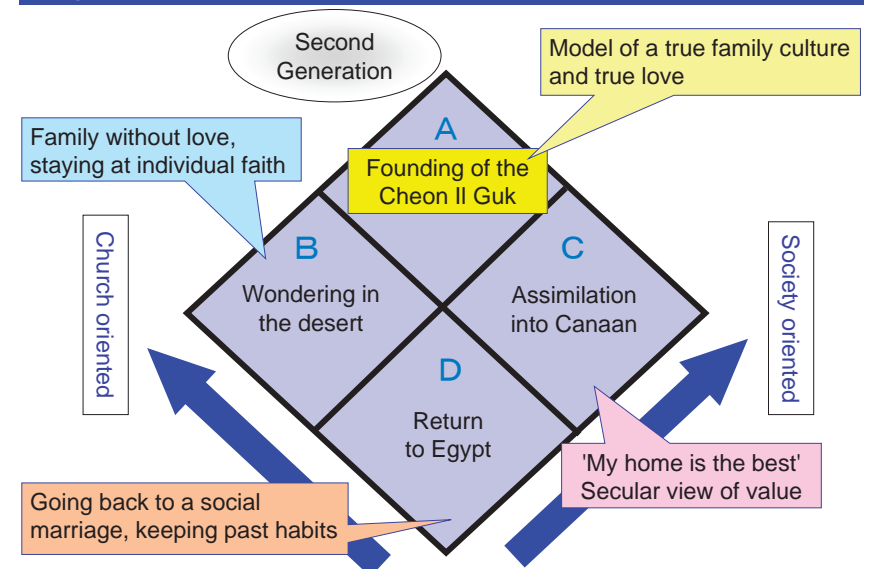 Second
Generation
Model of a true family culture
and true love
A
Family without love,
staying at individual faith
Founding of the
Cheon Il Guk
Church oriented
B
Wondering in
the desert
C
Assimilation
into Canaan
Society oriented
D
Return
to Egypt
'My home is the best'
Secular view of value
Going back to a social
marriage, keeping past habits